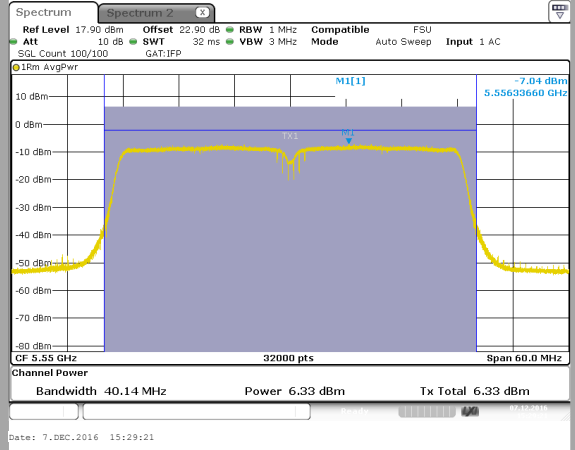 Spectrum Spectrum 2 X
Ref Level 17.90 dBm Offset 22.90 dB RBW 1 MHz Compatible FSU
Att 10 dB SWT 32 ms VBW 3 MHz Mode Auto Sweep Input 1 AC
SGL Count 100/100 GAT:IFP
1Rm AvgPwr
M1[1] -7.04 dBm
5.55633660 GHz
10 dBm
0 dBm
TX1
M1
-10 dBm
-20 dBm
-30 dBm
-40 dBm
-50 dBm
-60 dBm
-70 dBm
-80 dBm
CF 5.55 GHz 32000 pts Span 60.0 MHz
Channel Power
Bandwidth 40.14 MHz Power 6.33 dBm Tx Total 6.33 dBm
Ready 02.12.2016
Date: 7.DEC.2016 15:29:21